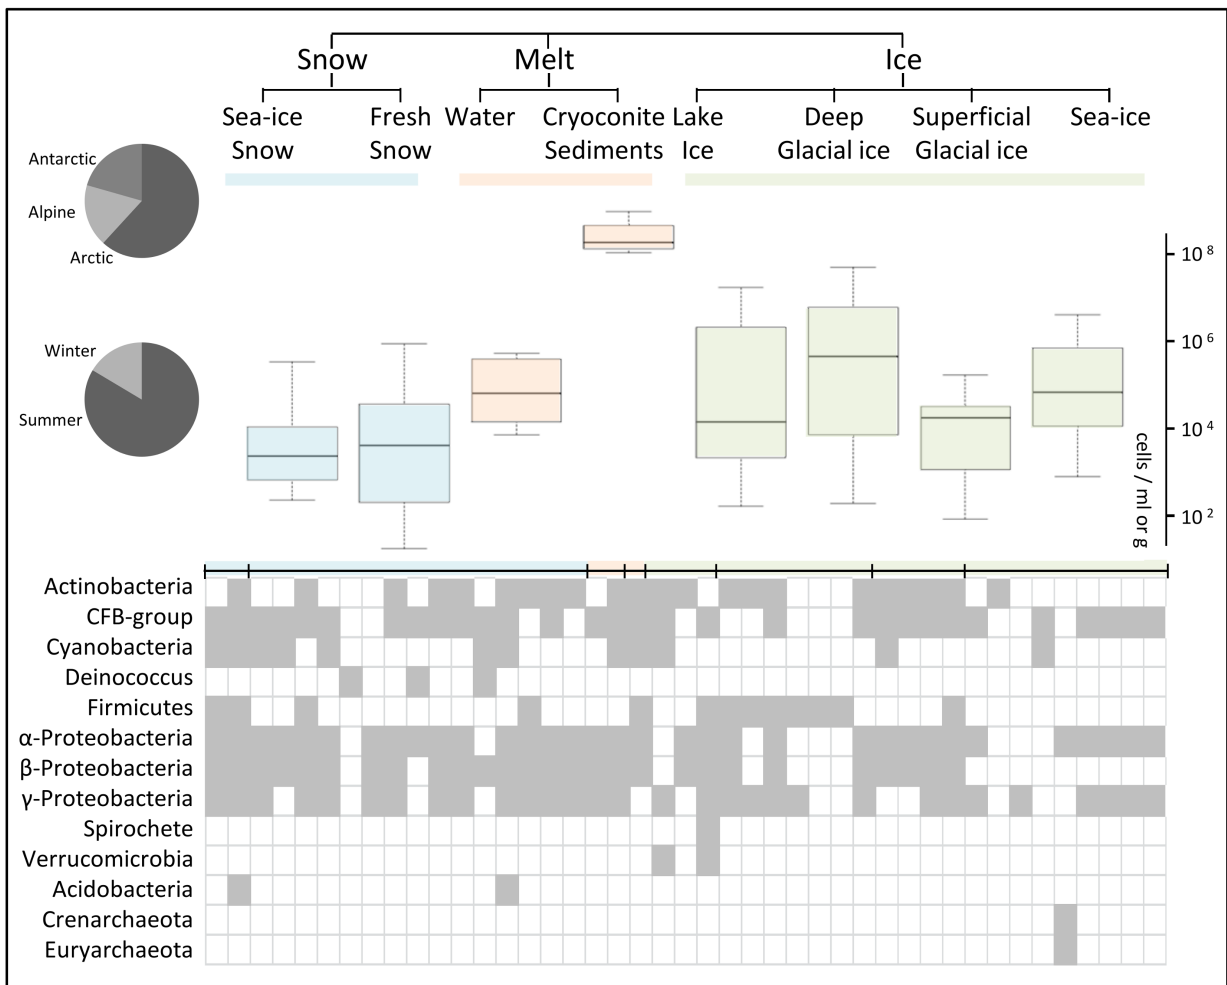 Snow Melt Ice
Sea-ice Snow
Fresh Snow
Water
Cryoconite Sediments
Lake Ice
Deep Glacial ice
Superficial Glacial ice
Sea-ice
Antarctic
Alpine
Arctic
Winter
Summer
10 8
10 6
10 4
10 2
cells / ml or g
Actinobacteria
CFB-group
Cyanobacteria
Deinococcus
Firmicutes
α-Proteobacteria
β-Proteobacteria
γ-Proteobacteria
Spirochete
Verrucomicrobia
Acidobacteria
Crenarchaeota
Euryarchaeota